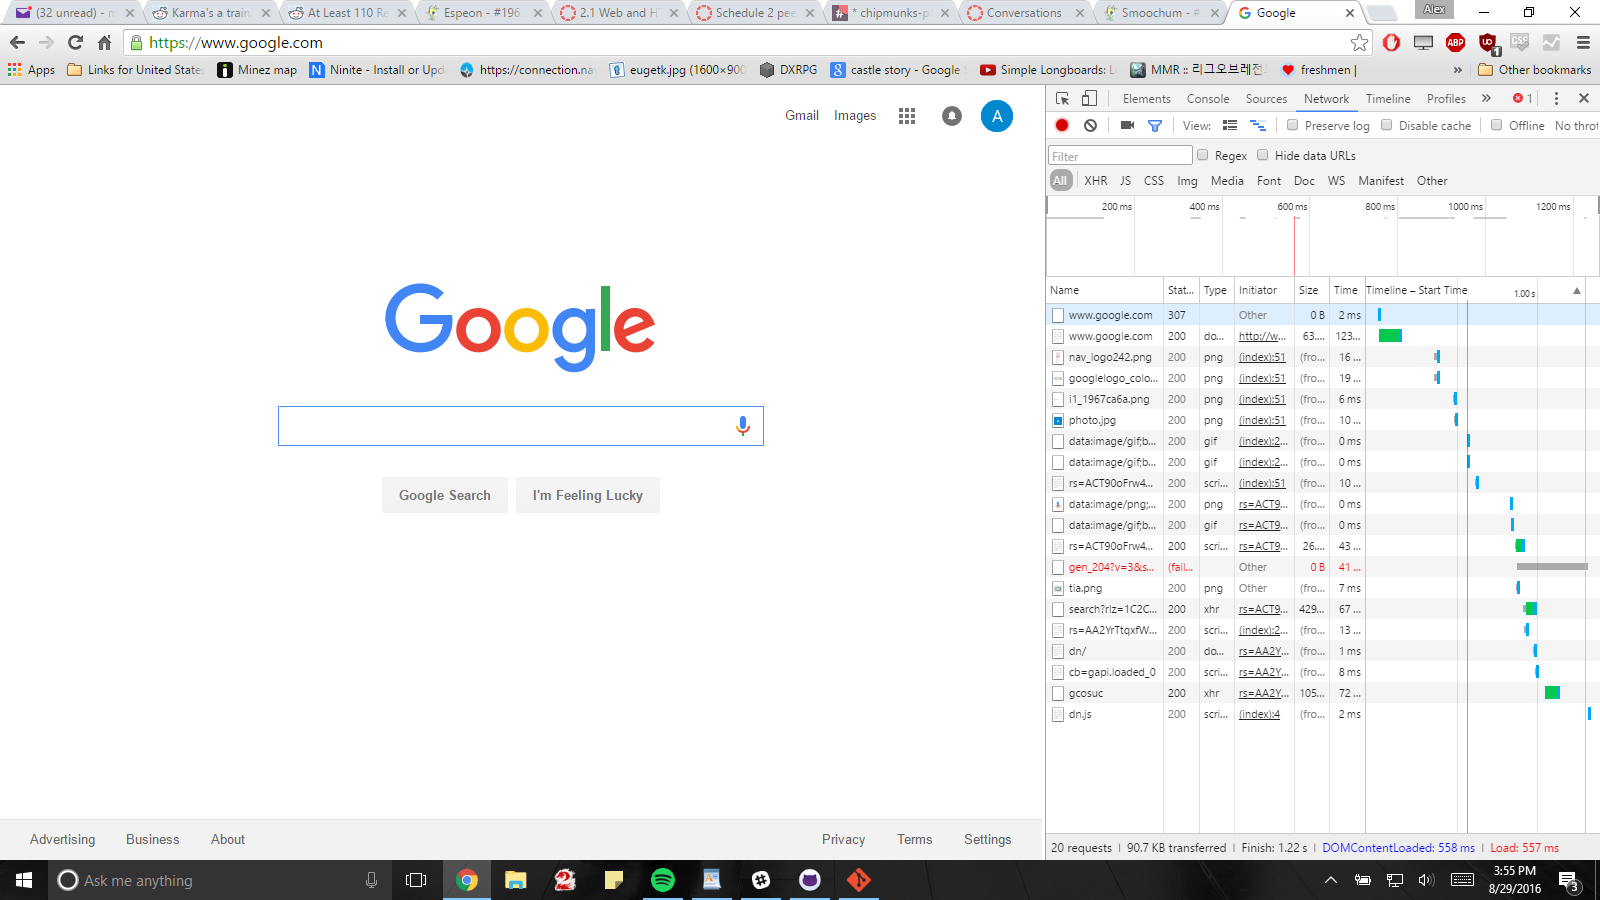 (32 unread) - m
Karma's a train
At Least 110 Re
Espeon - #196
2.1 Web and HT
Schedule 2 pee
* chipmunks-p
Conversations
Smoochum - #
Google
Alex
https://www.google.com
ABP
UO
1
CSS
Apps
Links for United States
Minez map
Ninite - Install or Upd
https://connection.na
eugetk.jpg (1600×900
DXRPG
castle story - Google
Simple Longboards: L
MMR :: 리그오브레전
freshmen |
»
Other bookmarks
Gmail
Images
A
Google
Google Search
I'm Feeling Lucky
Advertising
Business
About
Privacy
Terms
Settings
Elements Console Sources Network Timeline Profiles » 1
View: Preserve log Disable cache Offline No throt
Filter Regex Hide data URLs
All XHR JS CSS Img Media Font Doc WS Manifest Other
200 ms 400 ms 600 ms 800 ms 1000 ms 1200 ms
Name Stat... Type Initiator Size Time Timeline – Start Time 1.00 s
www.google.com 307 Other 0 B 2 ms
www.google.com 200 do... http://w... 63.... 123...
nav_logo242.png 200 png (index):51 (fro... 16 ...
googlelogo_colo... 200 png (index):51 (fro... 19 ...
i1_1967ca6a.png 200 png (index):51 (fro... 6 ms
photo.jpg 200 png (index):51 (fro... 10 ...
data:image/gif;b... 200 gif (index):2... (fro... 0 ms
data:image/gif;b... 200 gif (index):2... (fro... 0 ms
rs=ACT90oFrw4... 200 scri... (index):51 (fro... 10 ...
data:image/png;... 200 png rs=ACT9... (fro... 0 ms
data:image/gif;b... 200 gif rs=ACT9... (fro... 0 ms
rs=ACT90oFrw4... 200 scri... rs=ACT9... 26.... 43 ...
gen_204?v=3&s... (fail... Other 0 B 41 ...
tia.png 200 png Other (fro... 7 ms
search?rlz=1C2C... 200 xhr rs=ACT9... 429... 67 ...
rs=AA2YrTtqxfW... 200 scri... (index):2... (fro... 13 ...
dn/ 200 do... rs=AA2Y... (fro... 1 ms
cb=gapi.loaded_0 200 scri... rs=AA2Y... (fro... 8 ms
gcosuc 200 xhr rs=AA2Y... 105... 72 ...
dn.js 200 scri... (index):4 (fro... 2 ms
20 requests | 90.7 KB transferred | Finish: 1.22 s | DOMContentLoaded: 558 ms | Load: 557 ms
Ask me anything
3:55 PM
8/29/2016
3